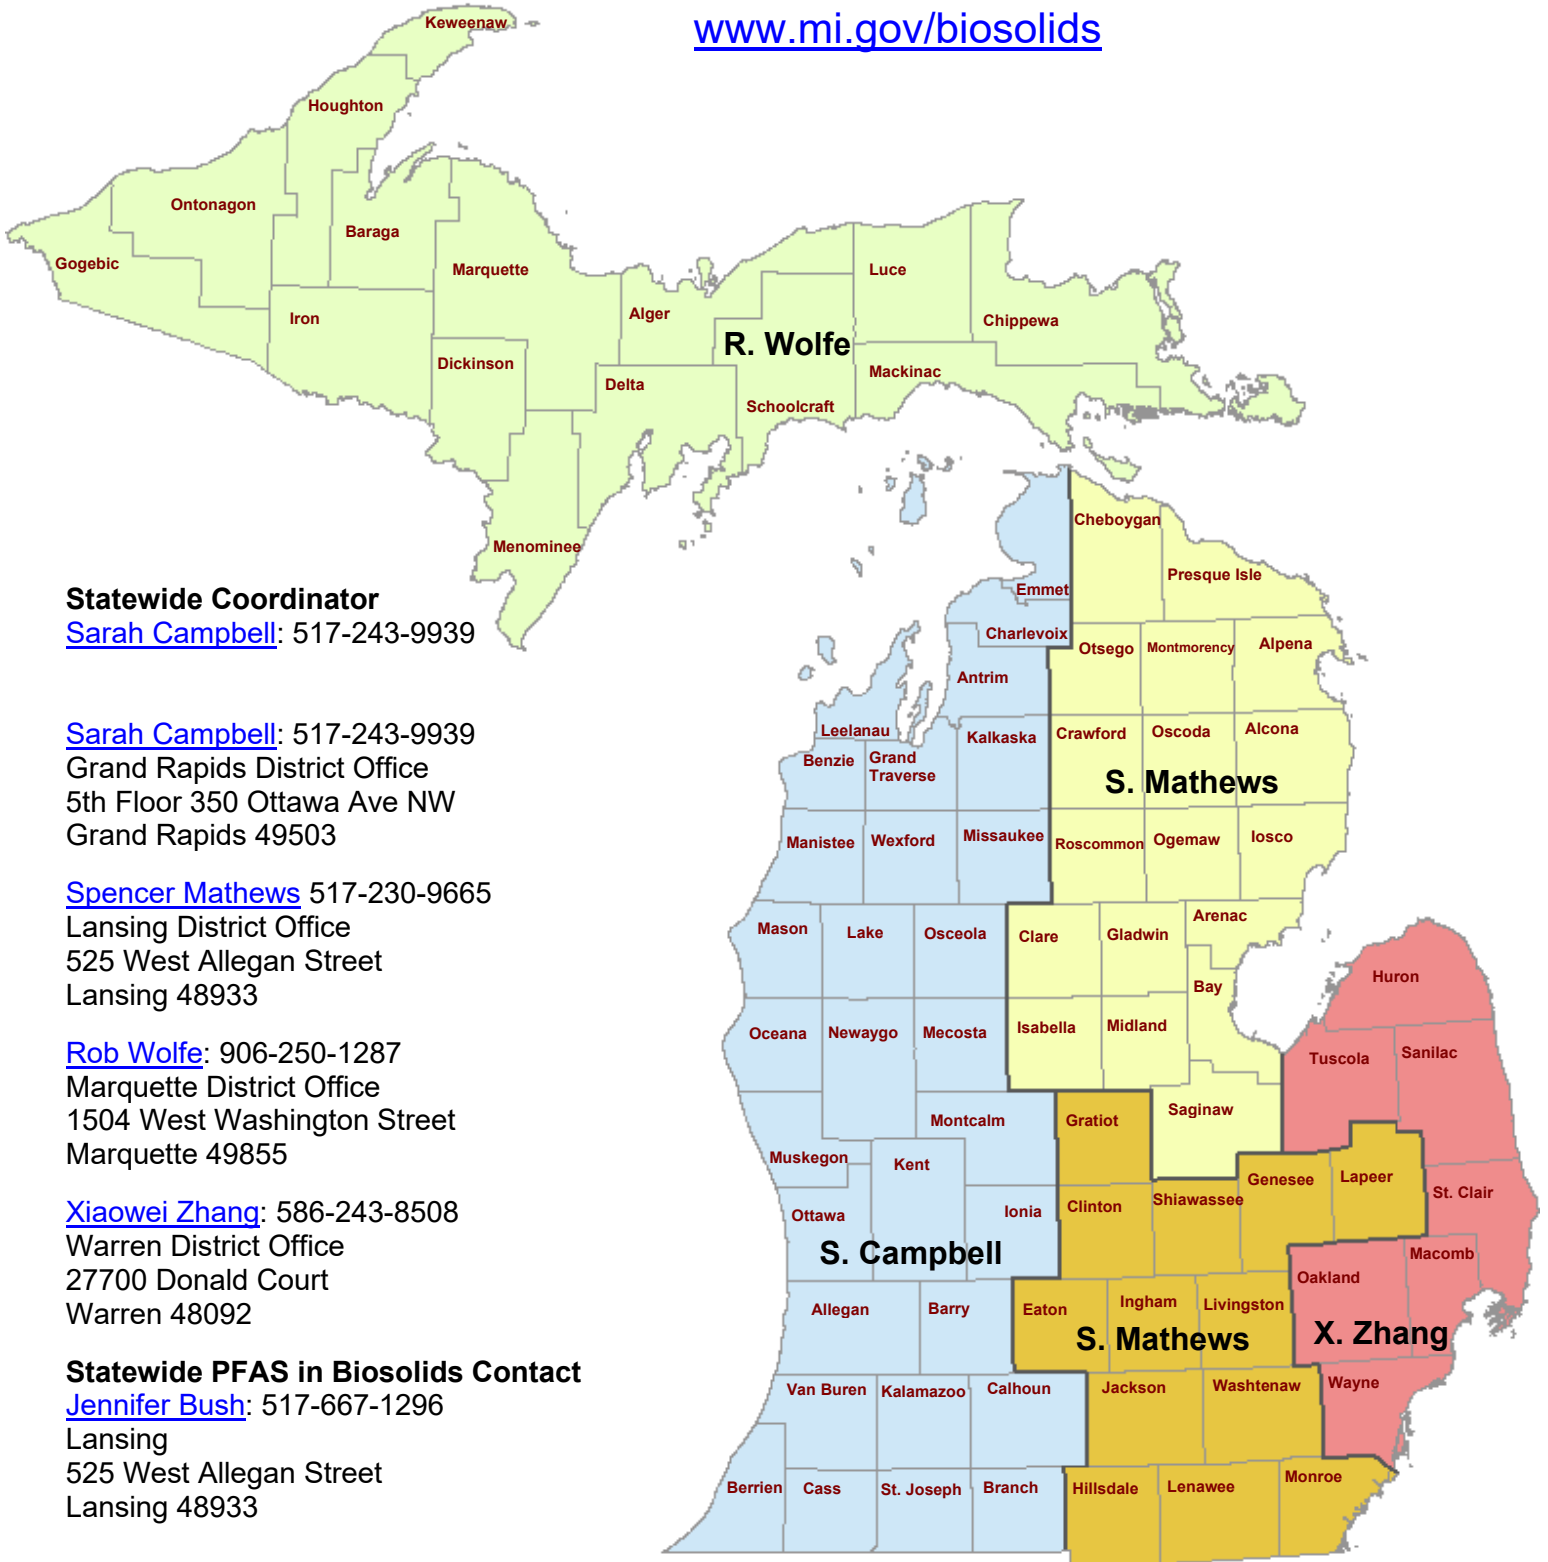 www.mi.gov/biosolids
Keweenaw
Houghton
Ontonagon
Baraga
Gogebic
Marquette
Luce
Iron
Alger
Chippewa
R. Wolfe
Dickinson
Delta
Mackinac
Schoolcraft
Menominee
Statewide Coordinator
Sarah Campbell: 517-243-9939
Sarah Campbell: 517-243-9939
Grand Rapids District Office
5th Floor 350 Ottawa Ave NW
Grand Rapids 49503
Spencer Mathews 517-230-9665
Lansing District Office
525 West Allegan Street
Lansing 48933
Rob Wolfe: 906-250-1287
Marquette District Office
1504 West Washington Street
Marquette 49855
Xiaowei Zhang: 586-243-8508
Warren District Office
27700 Donald Court
Warren 48092
Statewide PFAS in Biosolids Contact
Jennifer Bush: 517-667-1296
Lansing
525 West Allegan Street
Lansing 48933
Cheboygan
Presque Isle
Emmet
Charlevoix
Otsego
Montmorency
Alpena
Antrim
Leelanau
Kalkaska
Crawford
Oscoda
Alcona
Benzie
Grand
Traverse
S. Mathews
Manistee
Wexford
Missaukee
Roscommon
Ogemaw
Iosco
Mason
Lake
Osceola
Clare
Gladwin
Arenac
Huron
Bay
Oceana
Newaygo
Mecosta
Isabella
Midland
Tuscola
Sanilac
Montcalm
Gratiot
Saginaw
Muskegon
Kent
Genesee
Lapeer
St. Clair
Ottawa
Ionia
Clinton
Shiawassee
S. Campbell
Macomb
Oakland
Allegan
Barry
Eaton
Ingham
Livingston
S. Mathews
X. Zhang
Van Buren
Kalamazoo
Calhoun
Jackson
Washtenaw
Wayne
Berrien
Cass
St. Joseph
Branch
Hillsdale
Lenawee
Monroe